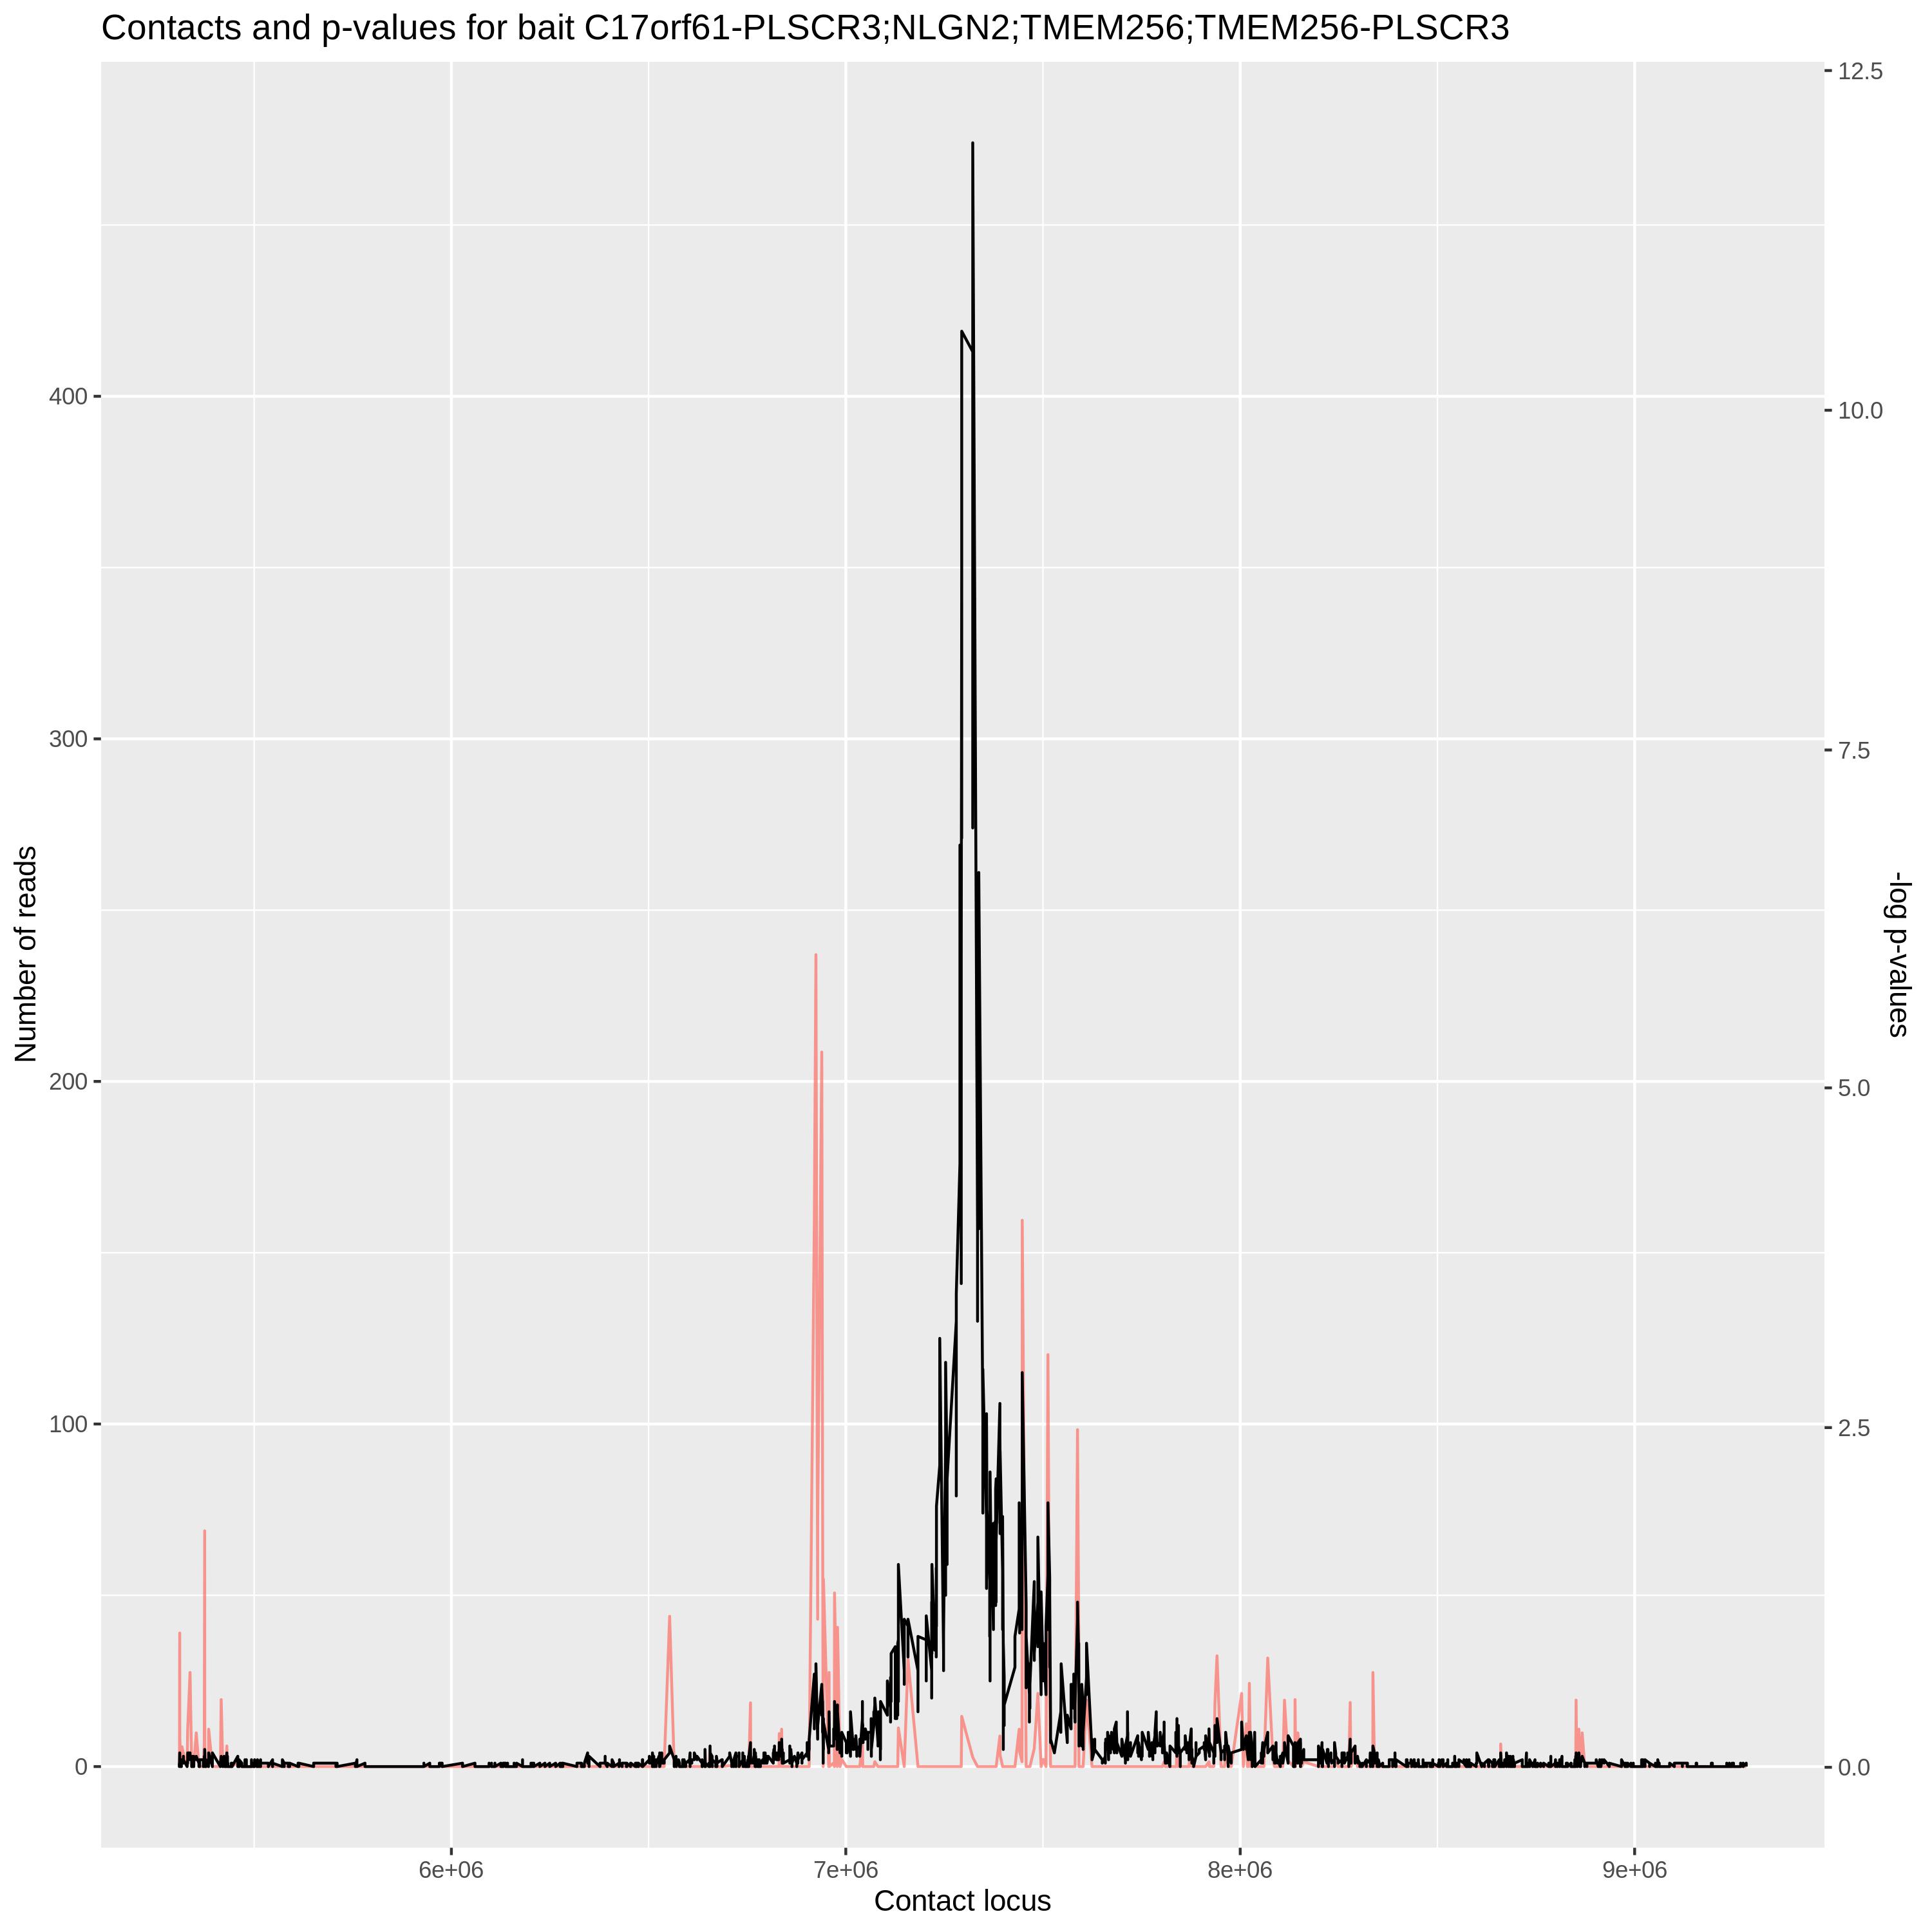 Contacts and p-values for bait C17orf61-PLSCR3;NLGN2;TMEM256;TMEM256-PLSCR3
12.5
400
10.0
300
7.5
Number of reads
-log p-values
200
5.0
100
2.5
0
0.0
6e+06
7e+06
8e+06
9e+06
Contact locus